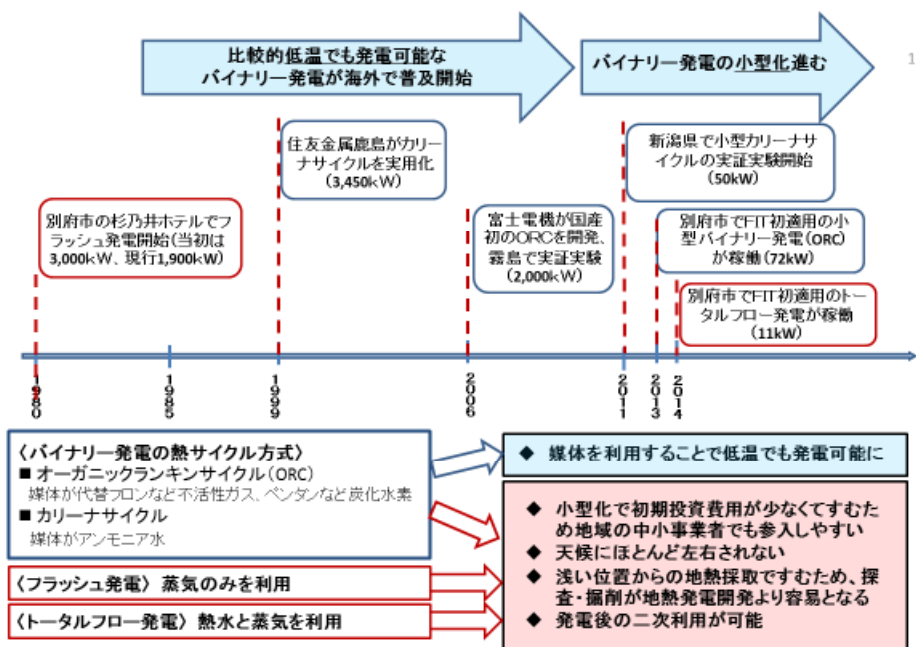 比較的低温でも発電可能な
バイナリー発電が海外で普及開始
バイナリー発電の小型化進む
1
住友金属鹿島がカリー
ナサイクルを実用化
（3,450kW）
新潟県で小型カリーナサ
イクルの実証実験開始
（50kW）
別府市の杉乃井ホテルでフ
ラッシュ発電開始（当初は
3,000kW、現行1,900kW）
富士電機が国産
初のORCを開発、
霧島で実証実験
（2,000kW）
別府市でFIT初適用の小
型バイナリー発電（ORC）
が稼働（72kW）
別府市でFIT初適用のトー
タルフロー発電が稼働
（11kW）
1980
1985
1999
2006
2011
2013
2014
〈バイナリー発電の熱サイクル方式〉
■ オーガニックランキンサイクル（ORC）
媒体が代替フロンなど不活性ガス、ペンタンなど炭化水素
■ カリーナサイクル
媒体がアンモニア水
〈フラッシュ発電〉 蒸気のみを利用
〈トータルフロー発電〉 熱水と蒸気を利用
◆ 媒体を利用することで低温でも発電可能に
◆ 小型化で初期投資費用が少なくてすむた
め地域の中小事業者でも参入しやすい
◆ 天候にほとんど左右されない
◆ 浅い位置からの地熱採取ですむため、探
査・掘削が地熱発電開発より容易となる
◆ 発電後の二次利用が可能